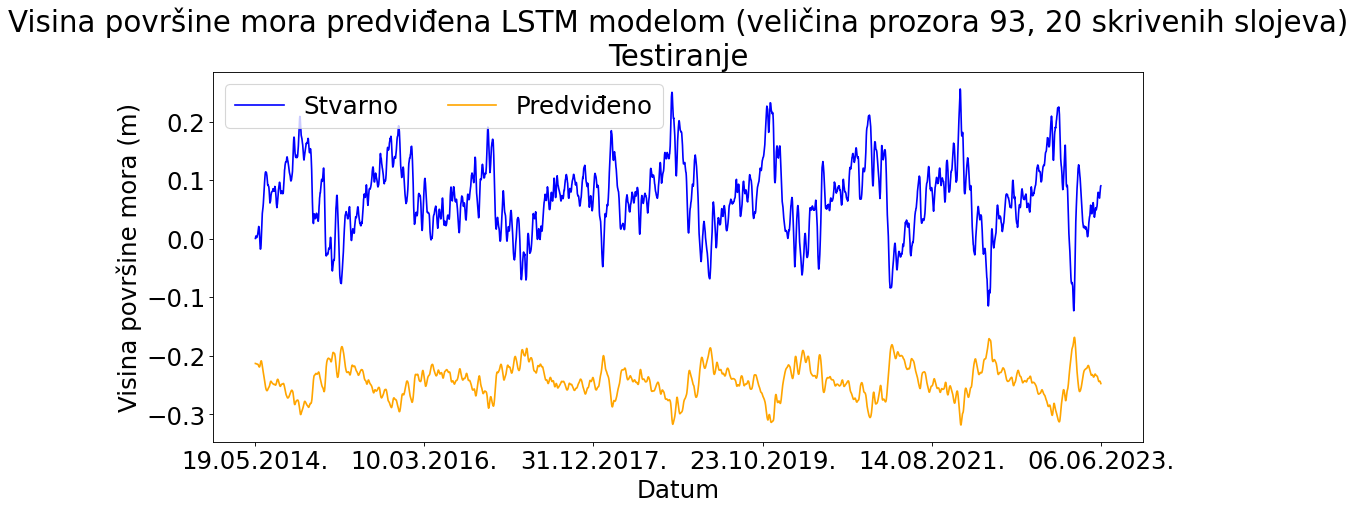 Visina površine mora predviđena LSTM modelom (veličina prozora 93, 20 skrivenih slojeva)
Testiranje
Stvarno Predviđeno
Visina površine mora (m)
0.2
0.1
0.0
−0.1
−0.2
−0.3
19.05.2014. 10.03.2016. 31.12.2017. 23.10.2019. 14.08.2021. 06.06.2023.
Datum